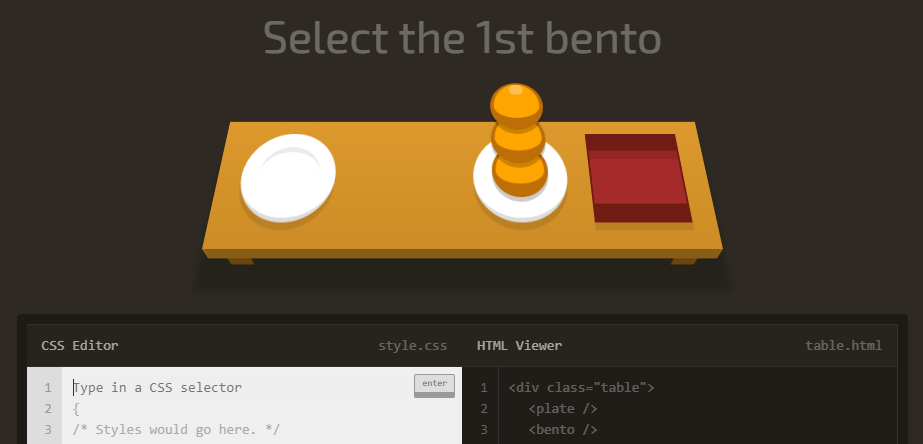 Select the 1st bento
CSS Editor style.css
HTML Viewer table.html
1 Type in a CSS selector
enter
2 {
3 /* Styles would go here. */
1 <div class="table">
2 <plate />
3 <bento />